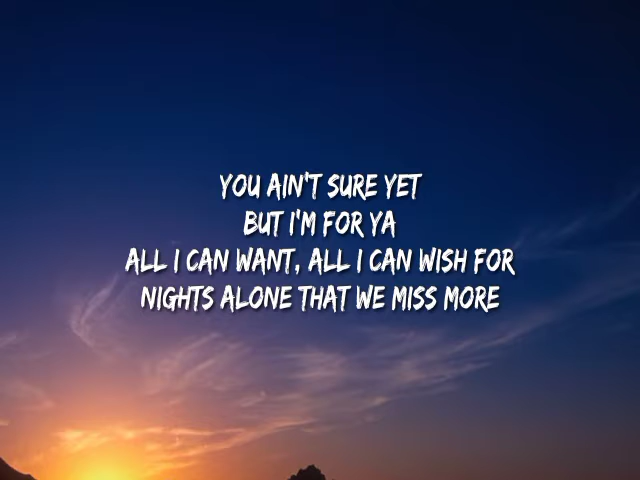 YOU AIN'T SURE YET
BUT I'M FOR YA
ALL I CAN WANT, ALL I CAN WISH FOR
NIGHTS ALONE THAT WE MISS MORE